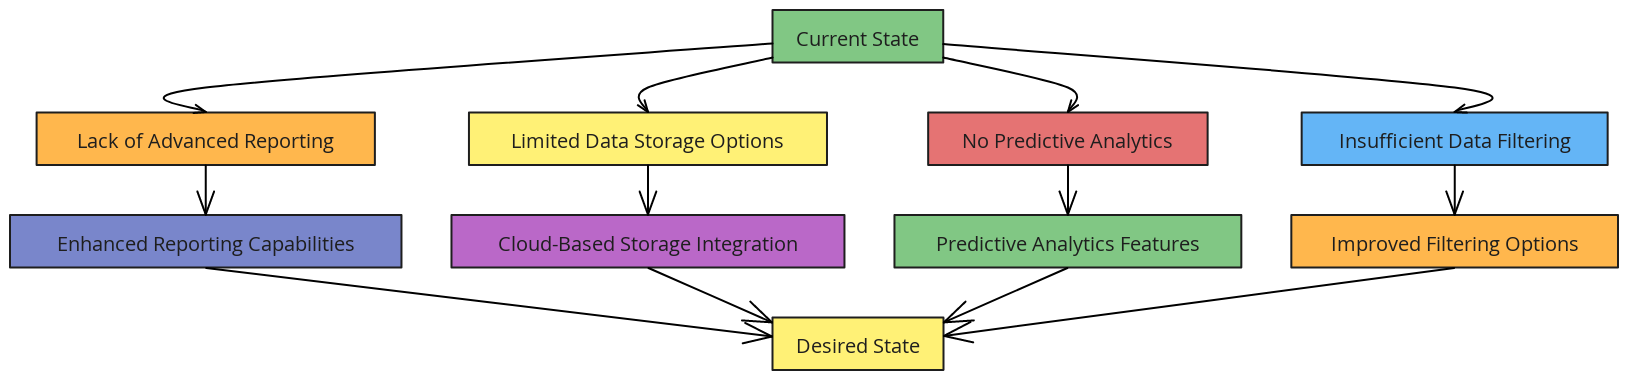 Current State
Lack of Advanced Reporting
Limited Data Storage Options
No Predictive Analytics
Insufficient Data Filtering
Enhanced Reporting Capabilities
Cloud-Based Storage Integration
Predictive Analytics Features
Improved Filtering Options
Desired State